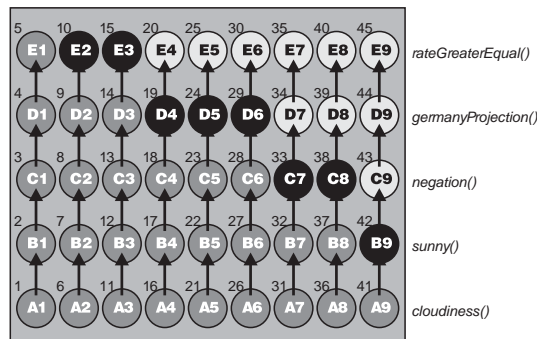 5 10 15 20 25 30 35 40 45
E1 E2 E3 E4 E5 E6 E7 E8 E9 rateGreaterEqual()
4 9 14 19 24 29 34 39 44
D1 D2 D3 D4 D5 D6 D7 D8 D9 germanyProjection()
3 8 13 18 23 28 33 38 43
C1 C2 C3 C4 C5 C6 C7 C8 C9 negation()
2 7 12 17 22 27 32 37 42
B1 B2 B3 B4 B5 B6 B7 B8 B9 sunny()
1 6 11 16 21 26 31 36 41
A1 A2 A3 A4 A5 A6 A7 A8 A9 cloudiness()